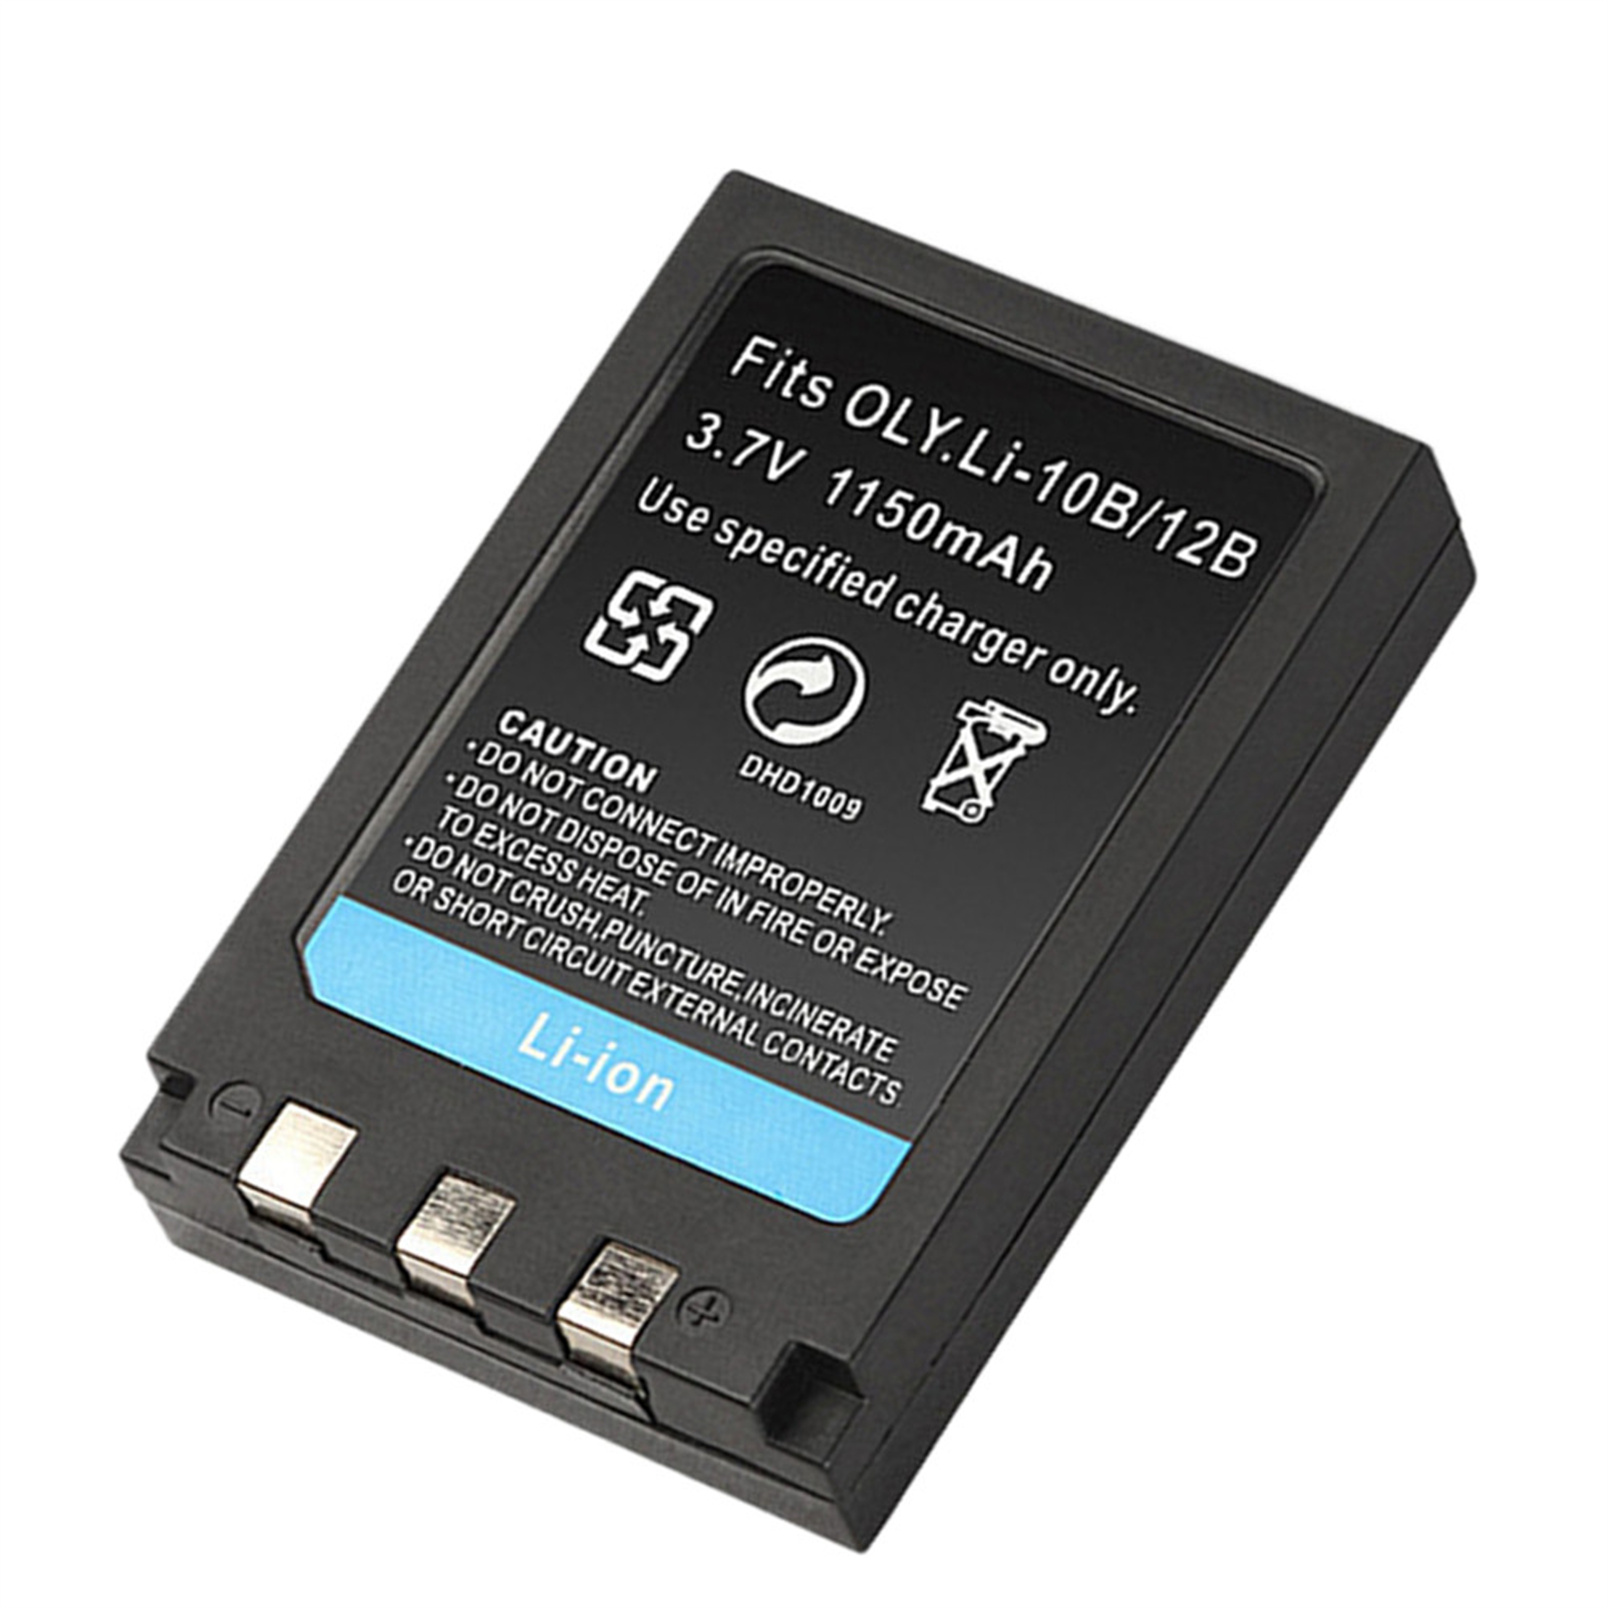 Fits OLY.Li-10B/12B
3.7V 1150mAh
Use specified charger only.
DHD1009
CAUTION
·DO NOT CONNECT IMPROPERLY.
·DO NOT DISPOSE OF IN FIRE OR EXPOSE
TO EXCESS HEAT.
·DO NOT CRUSH,PUNCTURE,INCINERATE
OR SHORT CIRCUIT EXTERNAL CONTACTS.
Li-ion
- +